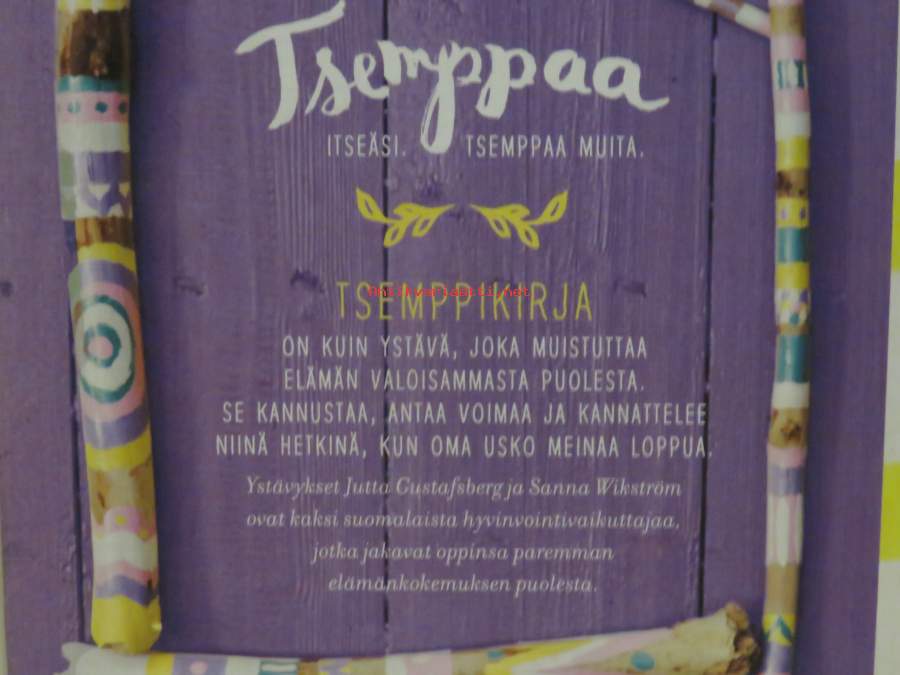 Tsemppaa
ITSEÄSI. TSEMPPAA MUITA.
Antikvariaatti.net
TSEMPPIKIRJA
ON KUIN YSTÄVÄ, JOKA MUISTUTTAA
ELÄMÄN VALOISAMMASTA PUOLESTA.
SE KANNUSTAA, ANTAA VOIMAA JA KANNATTELEE
NIINÄ HETKINÄ, KUN OMA USKO MEINAA LOPPUA.
Ystävykset Jutta Gustafsberg ja Sanna Wikström
ovat kaksi suomalaista hyvinvointivaikuttajaa,
jotka jakavat oppinsa paremman
elämänkokemuksen puolesta.